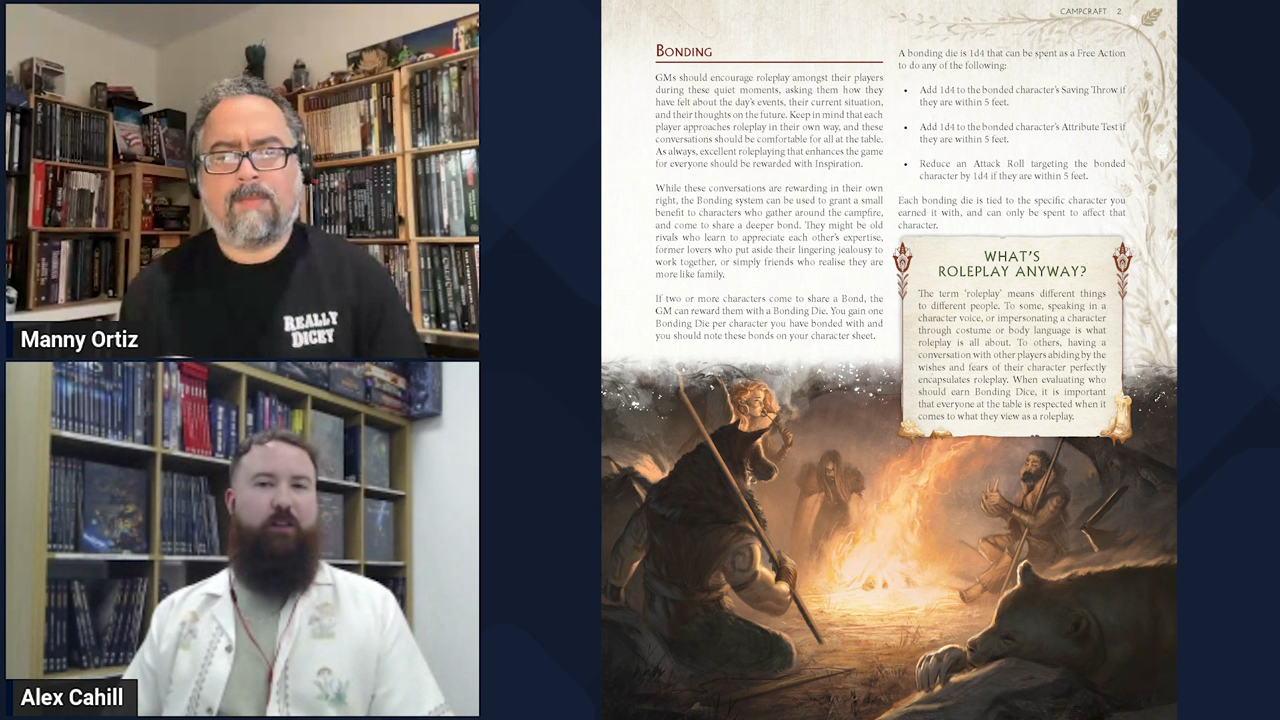 REALLY
DICEY
Manny Ortiz
Alex Cahill
CAMPCRAFT 2
BONDING
GMs should encourage roleplay amongst their players
during these quiet moments, asking them how they
have felt about the day's events, their current situation,
and their thoughts on the future. Keep in mind that each
player approaches roleplay in their own way, and these
conversations should be comfortable for all at the table.
As always, excellent roleplaying that enhances the game
for everyone should be rewarded with Inspiration.
While these conversations are rewarding in their own
right, the Bonding system can be used to grant a small
benefit to characters who gather around the campfire,
and come to share a deeper bond. They might be old
rivals who learn to appreciate each other's expertise,
former lovers who put aside their lingering jealousy to
work together, or simply friends who realise they are
more like family.
If two or more characters come to share a Bond, the
GM can reward them with a Bonding Die. You gain one
Bonding Die per character you have bonded with and
you should note these bonds on your character sheet.
A bonding die is 1d4 that can be spent as a Free Action
to do any of the following:
• Add 1d4 to the bonded character's Saving Throw if
they are within 5 feet.
• Add 1d4 to the bonded character's Attribute Test if
they are within 5 feet.
• Reduce an Attack Roll targeting the bonded
character by 1d4 if they are within 5 feet.
Each bonding die is tied to the specific character you
earned it with, and can only be spent to affect that
character.
WHAT'S
ROLEPLAY ANYWAY?
The term 'roleplay' means different things
to different people. To some, speaking in a
character voice, or impersonating a character
through costume or body language is what
roleplay is all about. To others, having a
conversation with other players abiding by the
wishes and fears of their character perfectly
encapsulates roleplay. When evaluating who
should earn Bonding Dice, it is important
that everyone at the table is respected when it
comes to what they view as a roleplay.